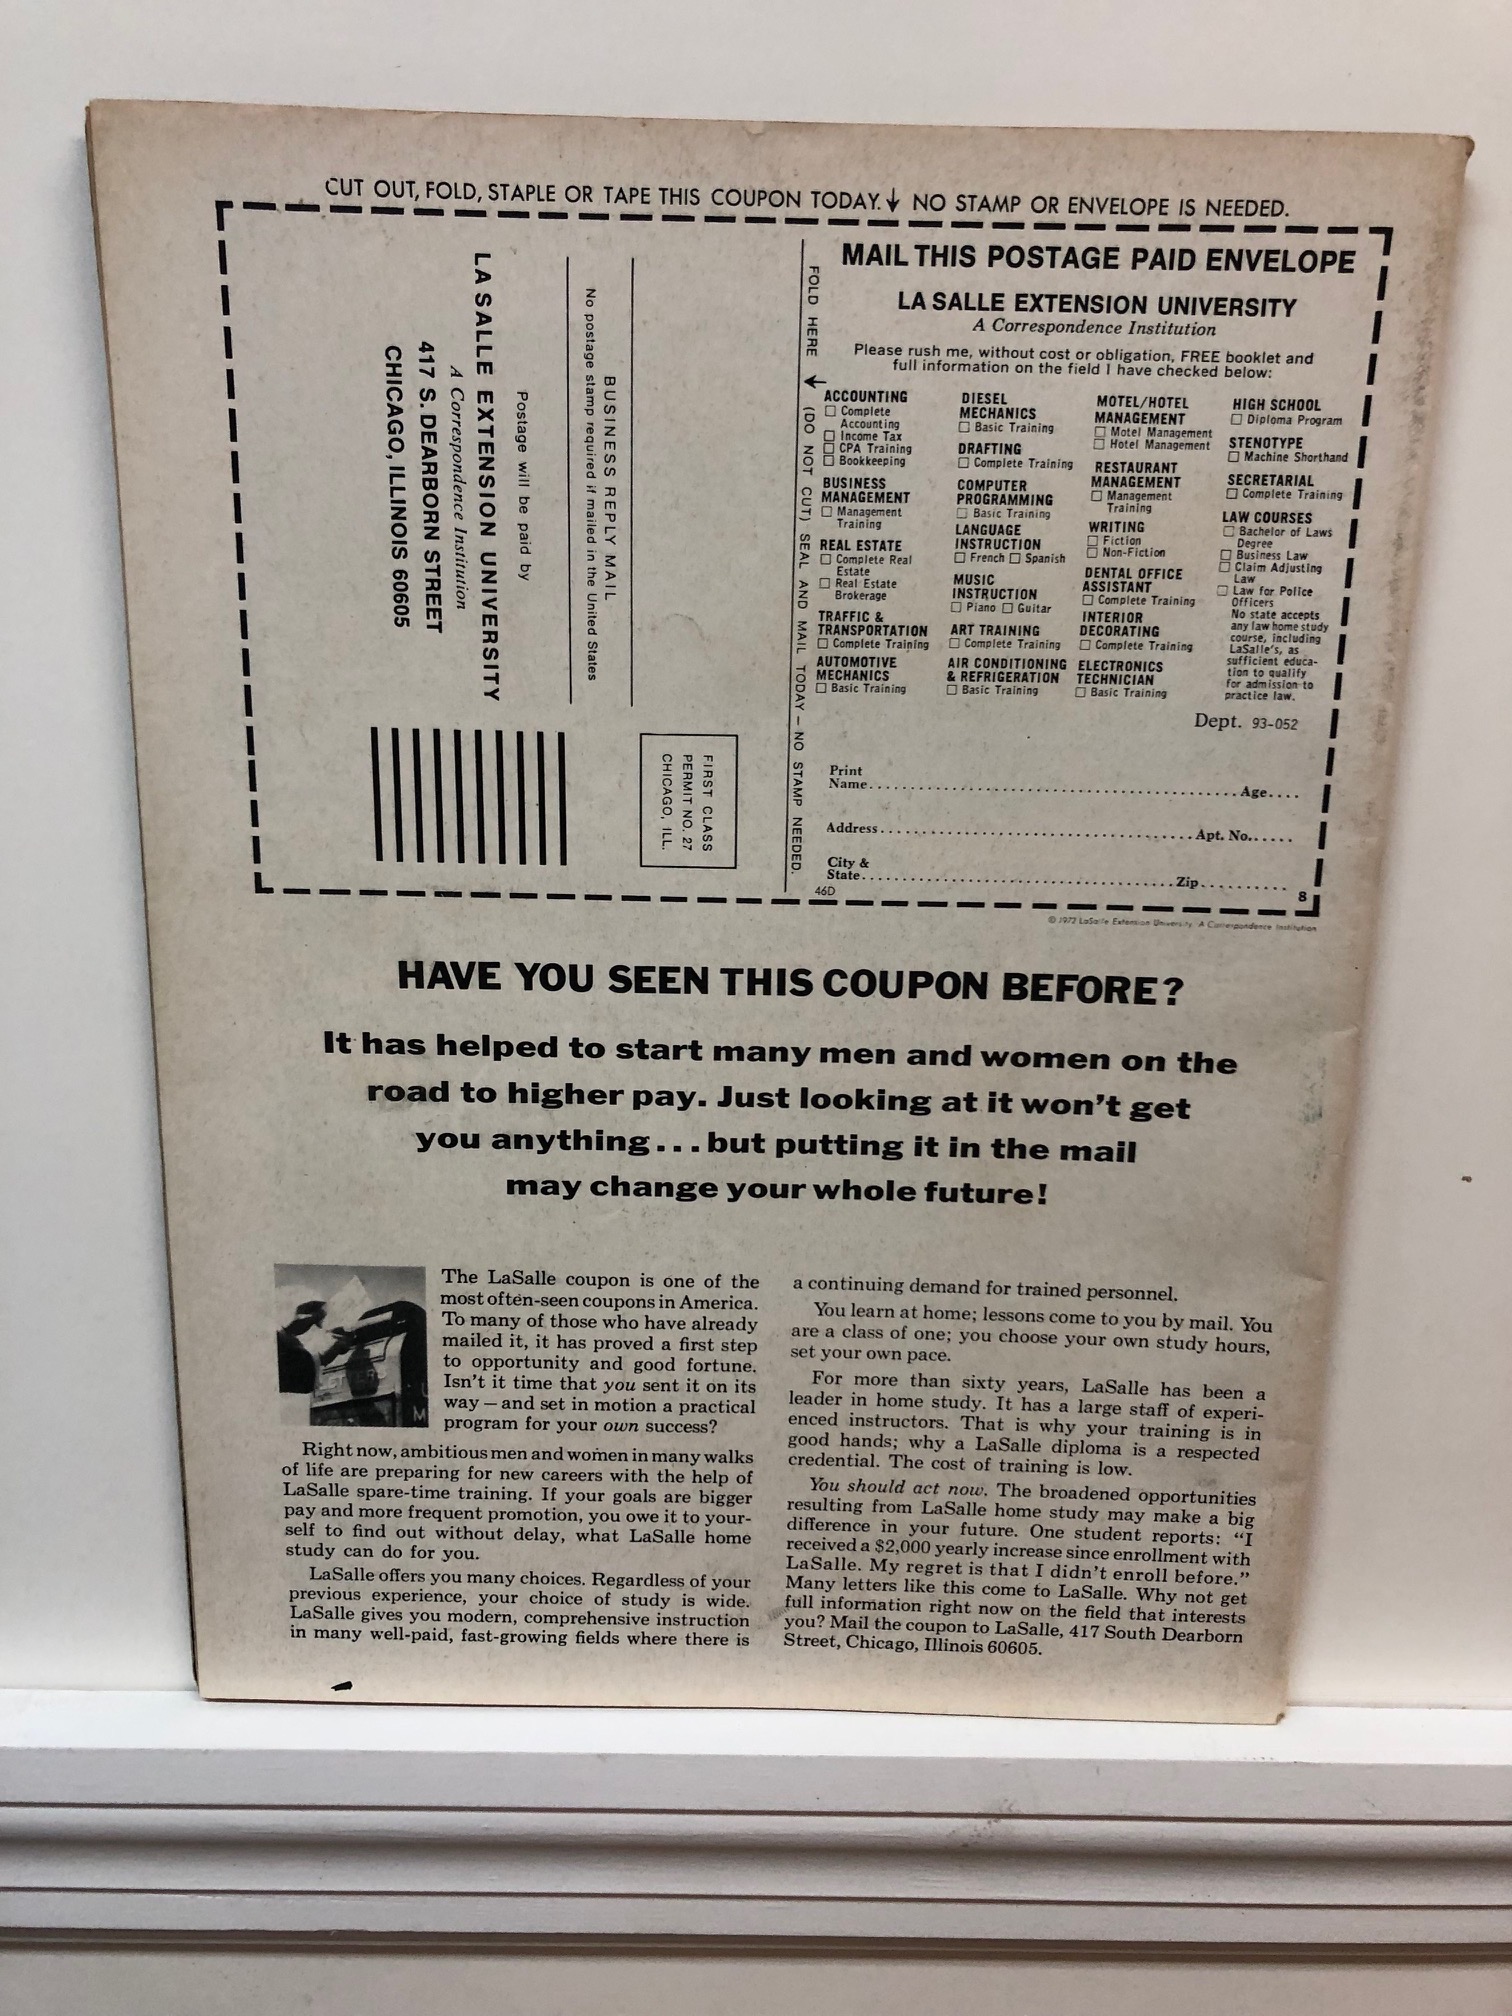 CUT OUT, FOLD, STAPLE OR TAPE THIS COUPON TODAY.↓ NO STAMP OR ENVELOPE IS NEEDED.
MAIL THIS POSTAGE PAID ENVELOPE
LA SALLE EXTENSION UNIVERSITY
A Correspondence Institution
Please rush me, without cost or obligation, FREE booklet and
full information on the field I have checked below:
ACCOUNTING
☐ Complete
Accounting
☐ Income Tax
☐ CPA Training
☐ Bookkeeping
BUSINESS
MANAGEMENT
☐ Management
Training
REAL ESTATE
☐ Complete Real
Estate
☐ Real Estate
Brokerage
TRAFFIC &
TRANSPORTATION
☐ Complete Training
AUTOMOTIVE
MECHANICS
☐ Basic Training
DIESEL
MECHANICS
☐ Basic Training
DRAFTING
☐ Complete Training
COMPUTER
PROGRAMMING
☐ Basic Training
LANGUAGE
INSTRUCTION
☐ French ☐ Spanish
MUSIC
INSTRUCTION
☐ Piano ☐ Guitar
ART TRAINING
☐ Complete Training
AIR CONDITIONING
& REFRIGERATION
☐ Basic Training
MOTEL/HOTEL
MANAGEMENT
☐ Motel Management
☐ Hotel Management
RESTAURANT
MANAGEMENT
☐ Management
Training
WRITING
☐ Fiction
☐ Non-Fiction
DENTAL OFFICE
ASSISTANT
☐ Complete Training
INTERIOR
DECORATING
☐ Complete Training
ELECTRONICS
TECHNICIAN
☐ Basic Training
HIGH SCHOOL
☐ Diploma Program
STENOTYPE
☐ Machine Shorthand
SECRETARIAL
☐ Complete Training
LAW COURSES
☐ Bachelor of Laws
Degree
☐ Business Law
☐ Claim Adjusting
Law
☐ Law for Police
Officers
No state accepts
any law home study
course, including
LaSalle's, as
sufficient educa-
tion to qualify
for admission to
practice law.
Dept. 93-052
Print
Name.......... Age....
Address.......... Apt. No......
City &
State.......... Zip..........
46D
8
FOLD HERE ↓ (DO NOT CUT) SEAL AND MAIL TODAY — NO STAMP NEEDED.
FIRST CLASS
PERMIT NO. 27
CHICAGO, ILL.
BUSINESS REPLY MAIL
No postage stamp required if mailed in the United States
Postage will be paid by
LA SALLE EXTENSION UNIVERSITY
A Correspondence Institution
417 S. DEARBORN STREET
CHICAGO, ILLINOIS 60605
© 1972 LaSalle Extension University, A Correspondence Institution
HAVE YOU SEEN THIS COUPON BEFORE?
It has helped to start many men and women on the
road to higher pay. Just looking at it won't get
you anything...but putting it in the mail
may change your whole future!
The LaSalle coupon is one of the
most often-seen coupons in America.
To many of those who have already
mailed it, it has proved a first step
to opportunity and good fortune.
Isn't it time that you sent it on its
way—and set in motion a practical
program for your own success?
Right now, ambitious men and women in many walks
of life are preparing for new careers with the help of
LaSalle spare-time training. If your goals are bigger
pay and more frequent promotion, you owe it to your-
self to find out without delay, what LaSalle home
study can do for you.
LaSalle offers you many choices. Regardless of your
previous experience, your choice of study is wide.
LaSalle gives you modern, comprehensive instruction
in many well-paid, fast-growing fields where there is
a continuing demand for trained personnel.
You learn at home; lessons come to you by mail. You
are a class of one; you choose your own study hours,
set your own pace.
For more than sixty years, LaSalle has been a
leader in home study. It has a large staff of experi-
enced instructors. That is why your training is in
good hands; why a LaSalle diploma is a respected
credential. The cost of training is low.
You should act now. The broadened opportunities
resulting from LaSalle home study may make a big
difference in your future. One student reports: "I
received a $2,000 yearly increase since enrollment with
LaSalle. My regret is that I didn't enroll before."
Many letters like this come to LaSalle. Why not get
full information right now on the field that interests
you? Mail the coupon to LaSalle, 417 South Dearborn
Street, Chicago, Illinois 60605.